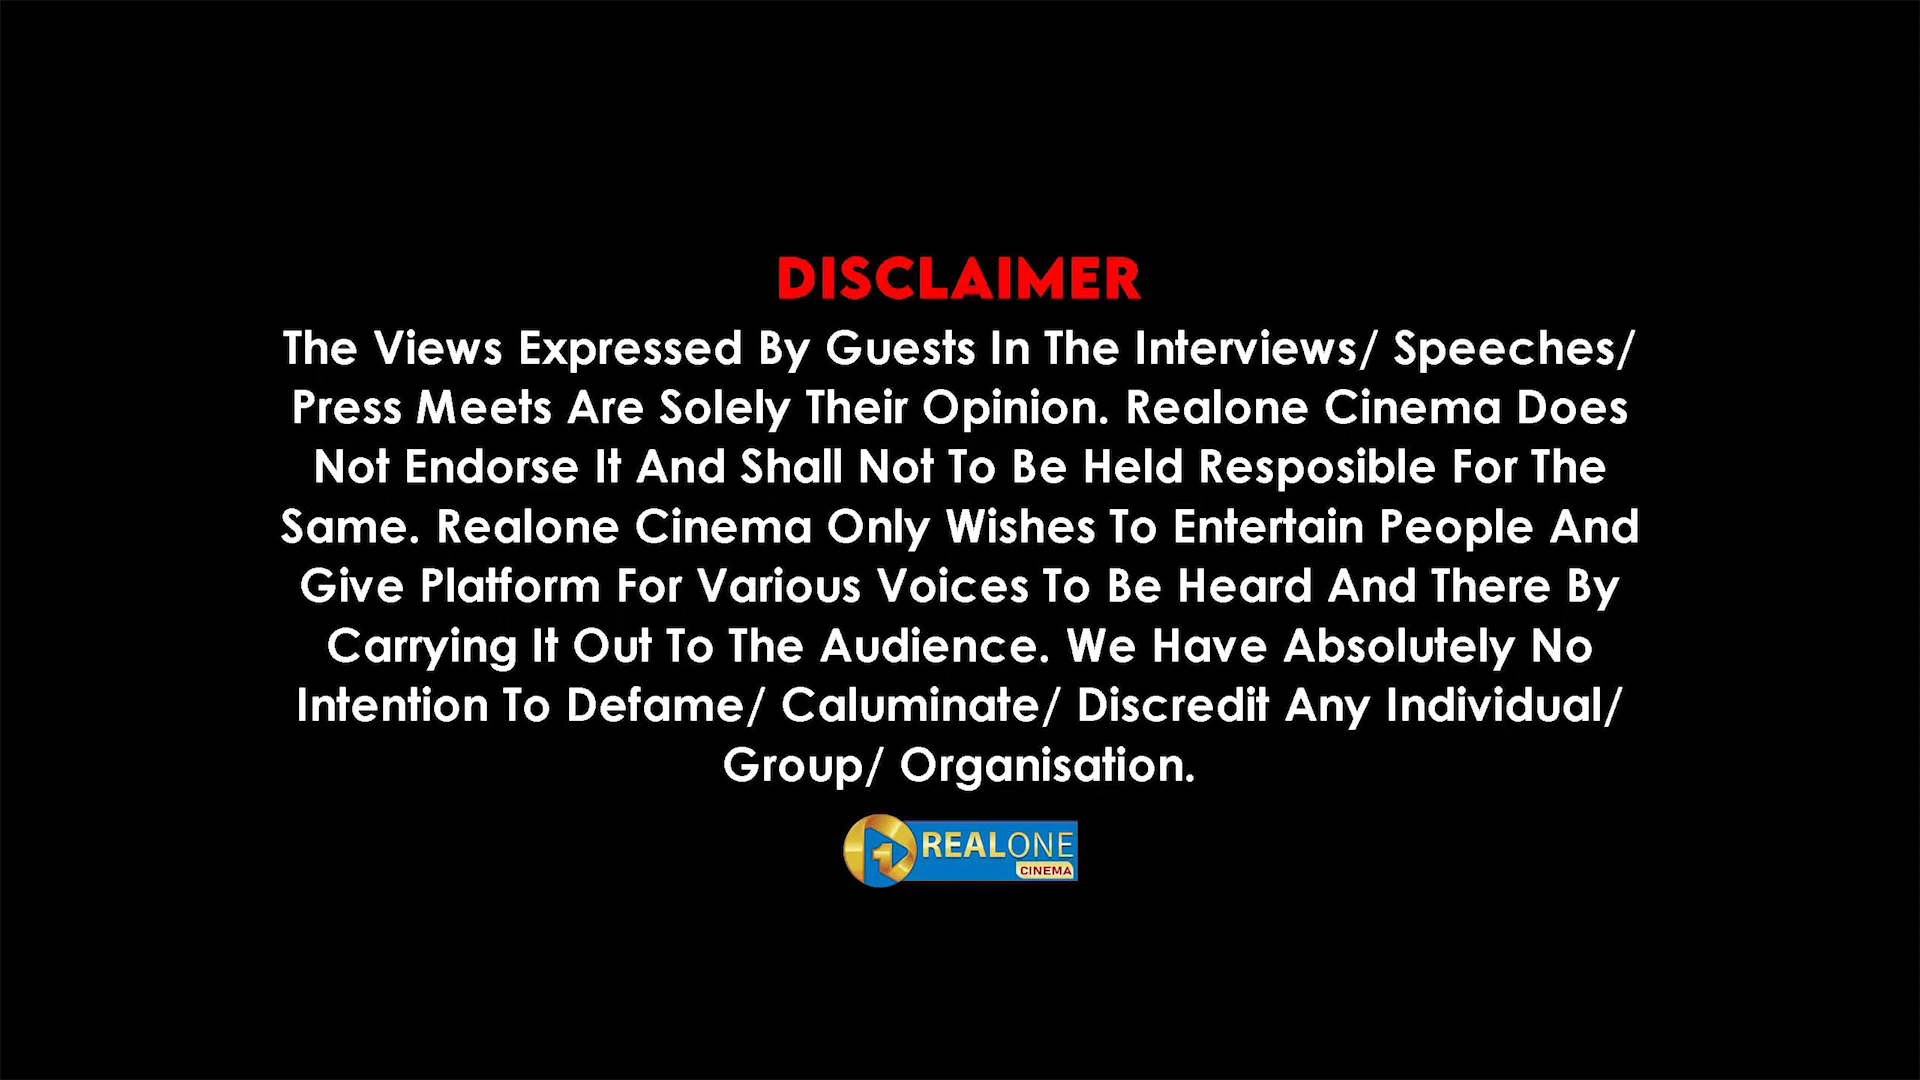 DISCLAIMER
The Views Expressed By Guests In The Interviews/ Speeches/
Press Meets Are Solely Their Opinion. Realone Cinema Does
Not Endorse It And Shall Not To Be Held Resposible For The
Same. Realone Cinema Only Wishes To Entertain People And
Give Platform For Various Voices To Be Heard And There By
Carrying It Out To The Audience. We Have Absolutely No
Intention To Defame/ Caluminate/ Discredit Any Individual/
Group/ Organisation.
1 REALONE
CINEMA